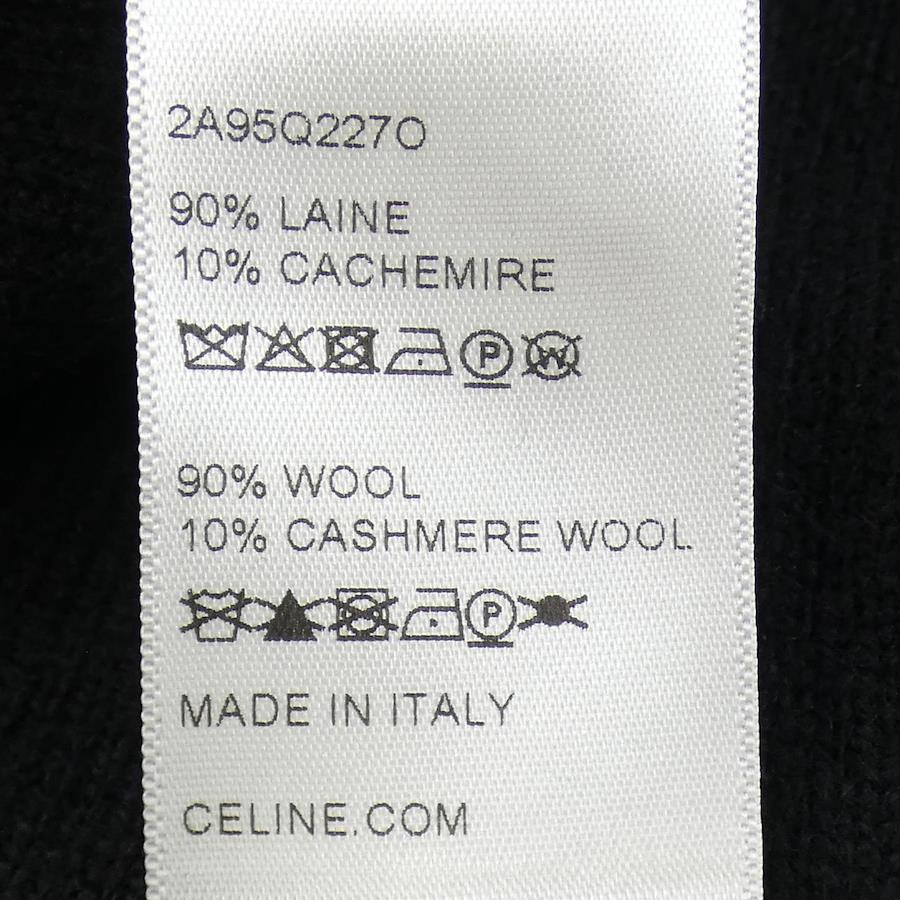 2A95Q227O
90% LAINE
10% CACHEMIRE
P W
90% WOOL
10% CASHMERE WOOL
P
MADE IN ITALY
CELINE.COM